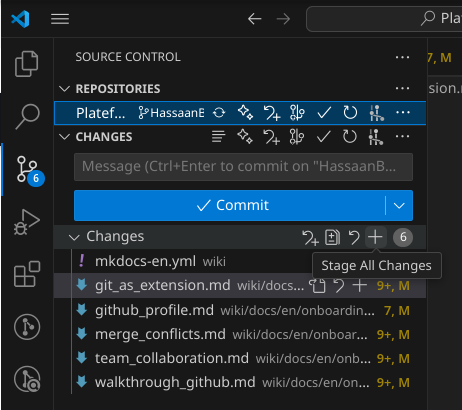 Pla
SOURCE CONTROL
7, M
REPOSITORIES
sion.r
Platef... HassaanB
CHANGES
Message (Ctrl+Enter to commit on "HassaanB...
6
Commit
Changes 6
Stage All Changes
! mkdocs-en.yml wiki
git_as_extension.md wiki/docs... 9+, M
github_profile.md wiki/docs/en/onboardin... 7, M
merge_conflicts.md wiki/docs/en/onboar... 9+, M
team_collaboration.md wiki/docs/en/onb... 9+, M
walkthrough_github.md wiki/docs/en/on... 9+, M